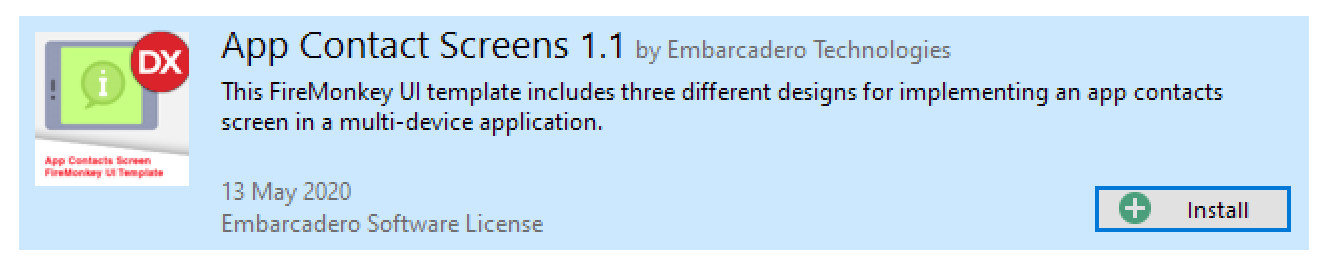 DX
App Contacts Screen
FireMonkey UI Template
App Contact Screens 1.1 by Embarcadero Technologies
This FireMonkey UI template includes three different designs for implementing an app contacts
screen in a multi-device application.
13 May 2020
Embarcadero Software License
Install